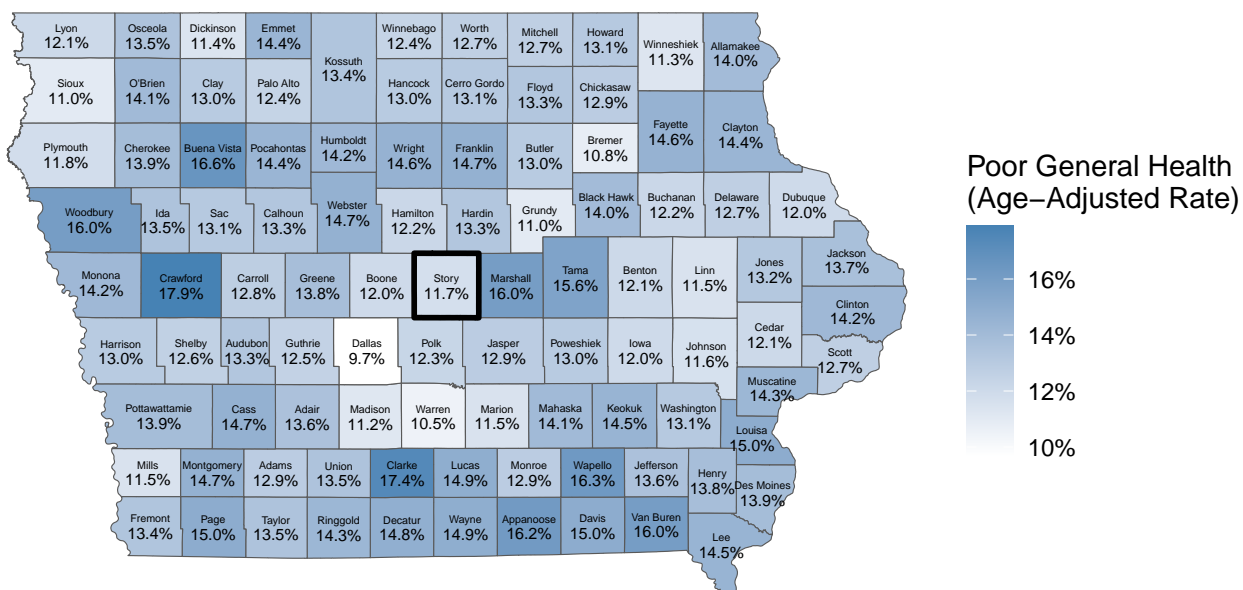 Lyon
12.1%
Osceola
13.5%
Dickinson
11.4%
Emmet
14.4%
Kossuth
13.4%
Winnebago
12.4%
Worth
12.7%
Mitchell
12.7%
Howard
13.1%
Winneshiek
11.3%
Allamakee
14.0%
Sioux
11.0%
O'Brien
14.1%
Clay
13.0%
Palo Alto
12.4%
Hancock
13.0%
Cerro Gordo
13.1%
Floyd
13.3%
Chickasaw
12.9%
Plymouth
11.8%
Cherokee
13.9%
Buena Vista
16.6%
Pocahontas
14.4%
Humboldt
14.2%
Wright
14.6%
Franklin
14.7%
Butler
13.0%
Bremer
10.8%
Fayette
14.6%
Clayton
14.4%
Woodbury
16.0%
Ida
13.5%
Sac
13.1%
Calhoun
13.3%
Webster
14.7%
Hamilton
12.2%
Hardin
13.3%
Grundy
11.0%
Black Hawk
14.0%
Buchanan
12.2%
Delaware
12.7%
Dubuque
12.0%
Monona
14.2%
Crawford
17.9%
Carroll
12.8%
Greene
13.8%
Boone
12.0%
Story
11.7%
Marshall
16.0%
Tama
15.6%
Benton
12.1%
Linn
11.5%
Jones
13.2%
Jackson
13.7%
Clinton
14.2%
Harrison
13.0%
Shelby
12.6%
Audubon
13.3%
Guthrie
12.5%
Dallas
9.7%
Polk
12.3%
Jasper
12.9%
Poweshiek
13.0%
Iowa
12.0%
Johnson
11.6%
Cedar
12.1%
Scott
12.7%
Muscatine
14.3%
Pottawattamie
13.9%
Cass
14.7%
Adair
13.6%
Madison
11.2%
Warren
10.5%
Marion
11.5%
Mahaska
14.1%
Keokuk
14.5%
Washington
13.1%
Louisa
15.0%
Mills
11.5%
Montgomery
14.7%
Adams
12.9%
Union
13.5%
Clarke
17.4%
Lucas
14.9%
Monroe
12.9%
Wapello
16.3%
Jefferson
13.6%
Henry
13.8%
Des Moines
13.9%
Fremont
13.4%
Page
15.0%
Taylor
13.5%
Ringgold
14.3%
Decatur
14.8%
Wayne
14.9%
Appanoose
16.2%
Davis
15.0%
Van Buren
16.0%
Lee
14.5%
Poor General Health
(Age−Adjusted Rate)
16%
14%
12%
10%